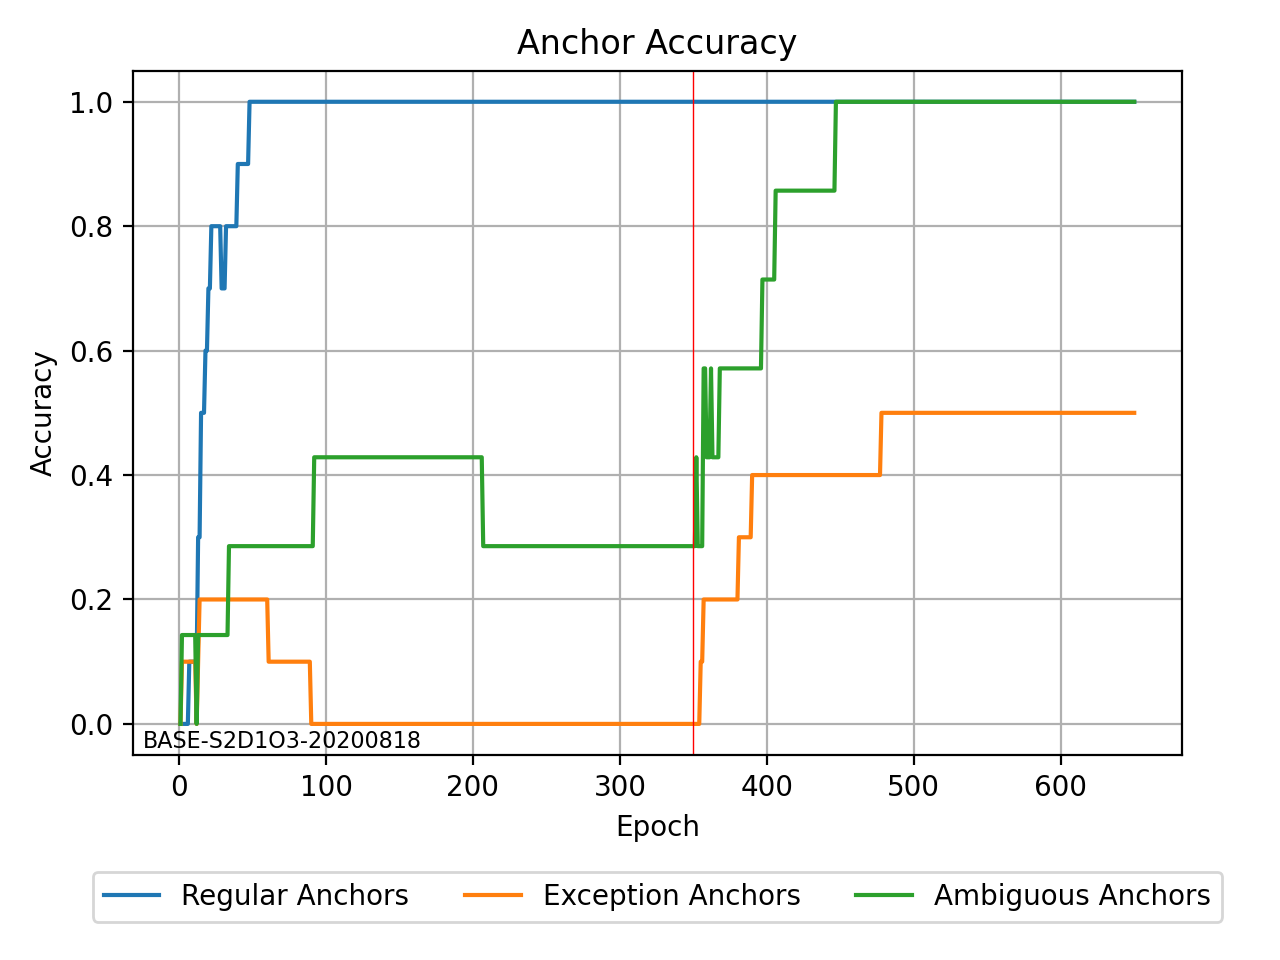 Anchor Accuracy
1.0
0.8
0.6
0.4
0.2
0.0
Accuracy
BASE-S2D1O3-20200818
0 100 200 300 400 500 600
Epoch
Regular Anchors Exception Anchors Ambiguous Anchors